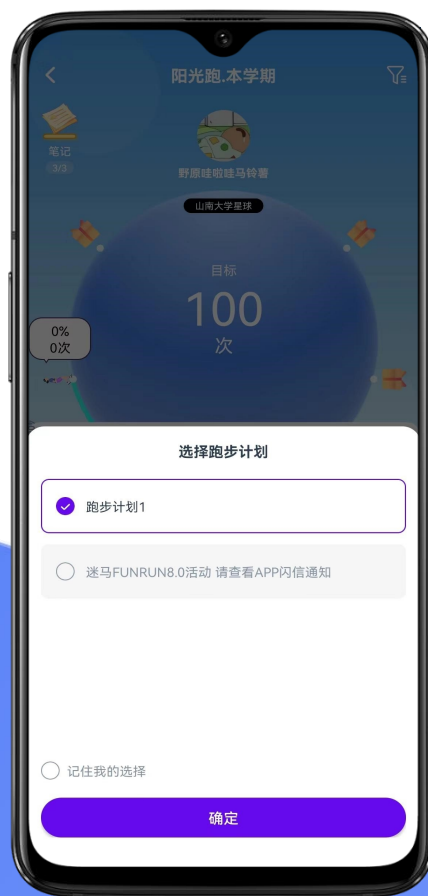 阳光跑.本学期
笔记
3/3
野原哇啦哇马铃薯
山南大学星球
目标
100
次
0%
0次
选择跑步计划
跑步计划1
迷马FUNRUN8.0活动 请查看APP闪信通知
记住我的选择
确定